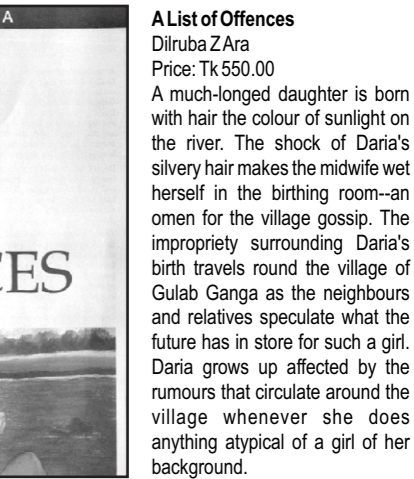 A
CES
A List of Offences
Dilruba Z Ara
Price: Tk 550.00
A much-longed daughter is born
with hair the colour of sunlight on
the river. The shock of Daria's
silvery hair makes the midwife wet
herself in the birthing room--an
omen for the village gossip. The
impropriety surrounding Daria's
birth travels round the village of
Gulab Ganga as the neighbours
and relatives speculate what the
future has in store for such a girl.
Daria grows up affected by the
rumours that circulate around the
village whenever she does
anything atypical of a girl of her
background.